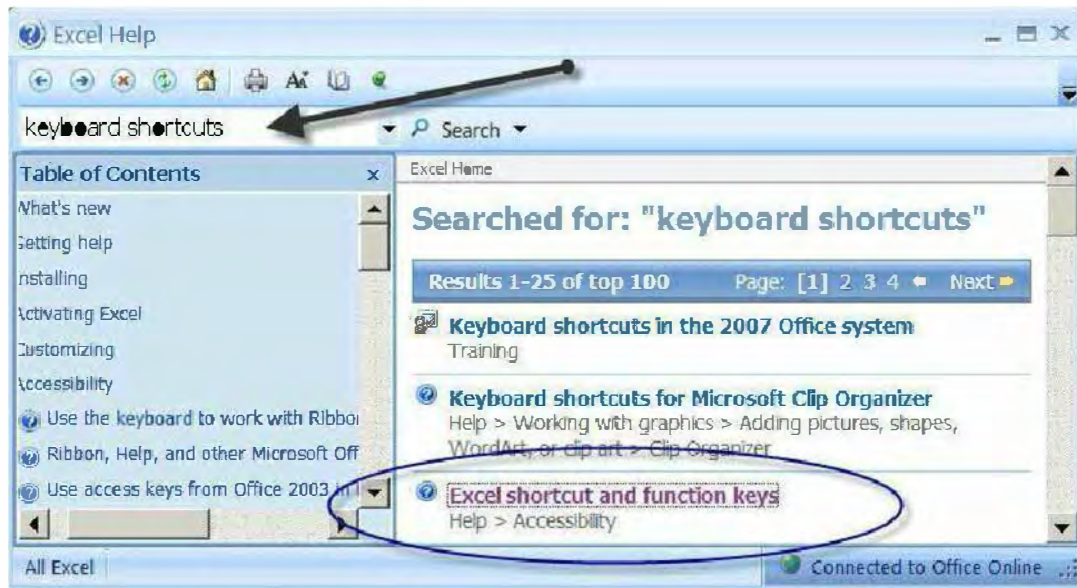 Excel Help
keyboard shortcuts
Search
Table of Contents
What's new
Getting help
Installing
Activating Excel
Customizing
Accessibility
Use the keyboard to work with Ribbo
Ribbon, Help, and other Microsoft Off
Use access keys from Office 2003 in
Excel Home
Searched for: "keyboard shortcuts"
Results 1-25 of top 100 Page: [1] 2 3 4 Next
Keyboard shortcuts in the 2007 Office system
Training
Keyboard shortcuts for Microsoft Clip Organizer
Help > Working with graphics > Adding pictures, shapes,
WordArt, or clip art > Clip Organizer
Excel shortcut and function keys
Help > Accessibility
All Excel
Connected to Office Online